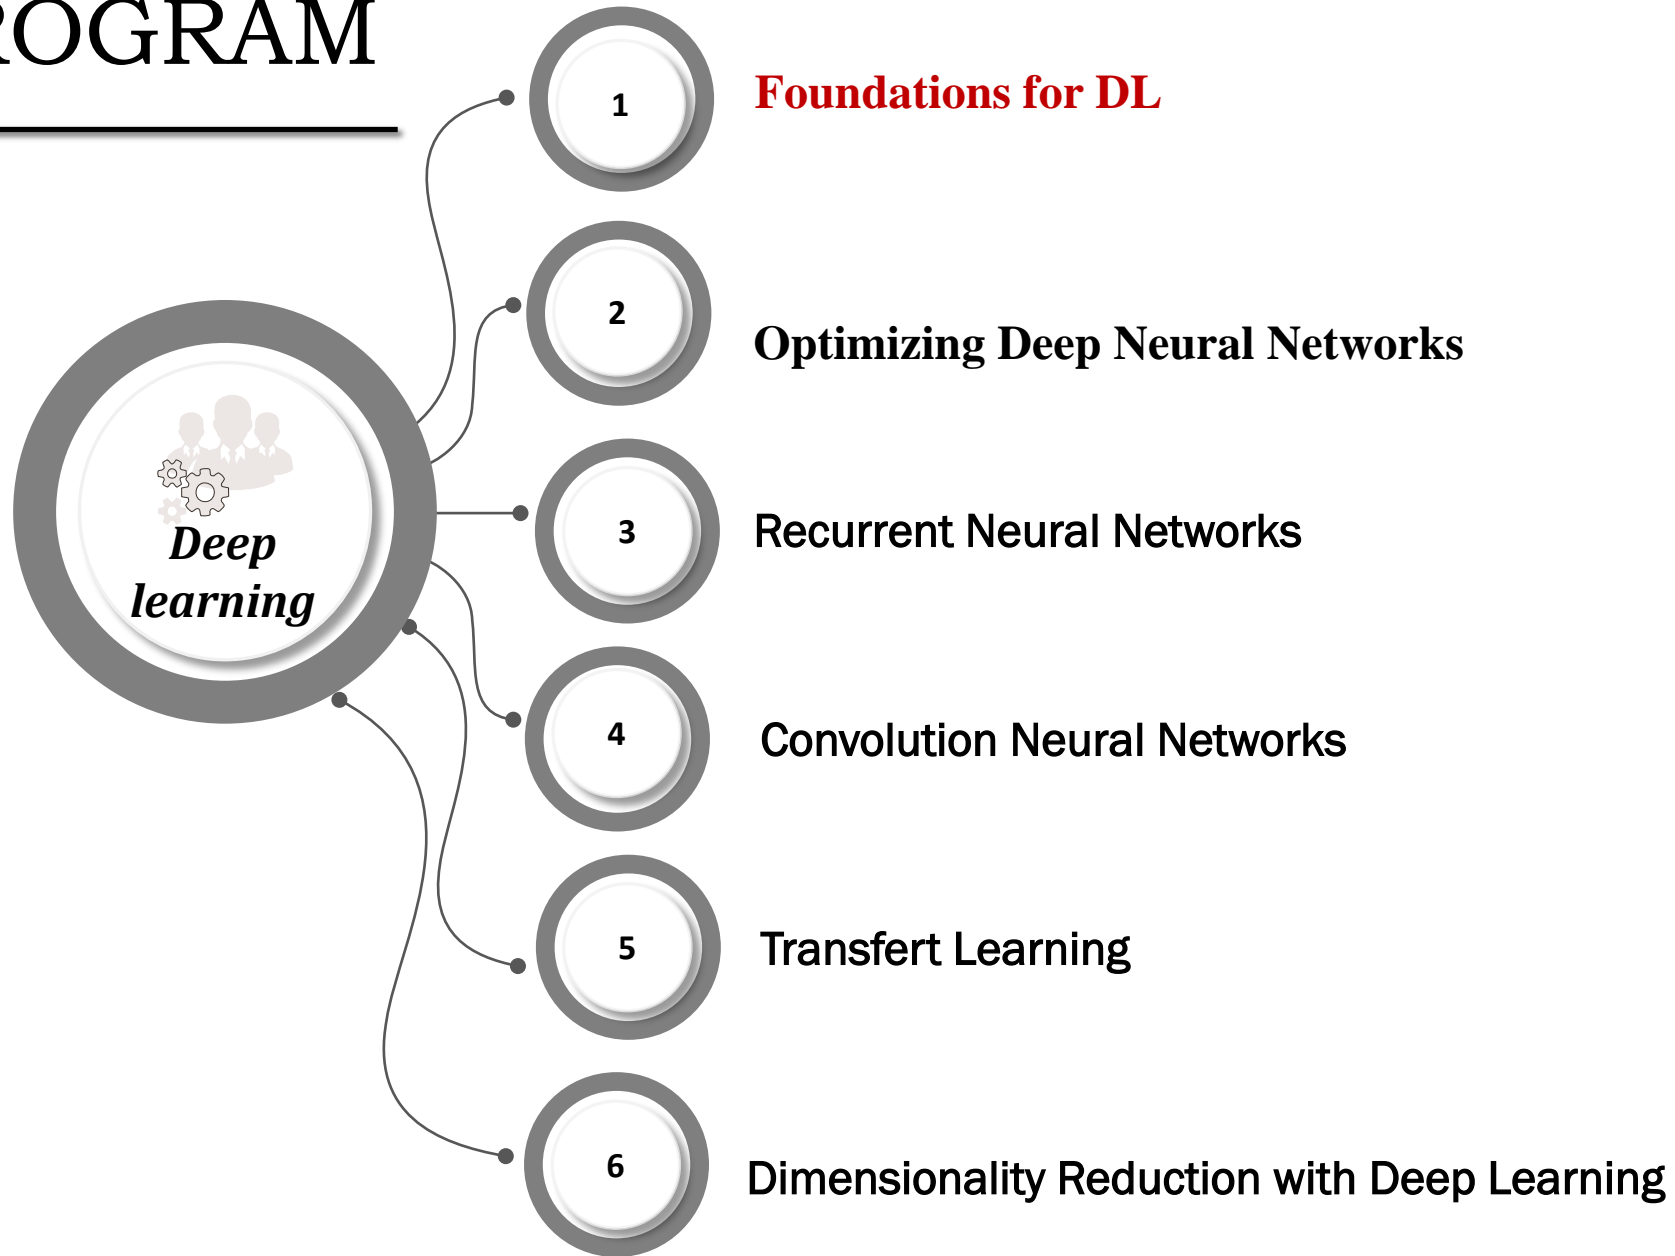 ROGRAM
1
Foundations for DL
2
Optimizing Deep Neural Networks
Deep
learning
3
Recurrent Neural Networks
4
Convolution Neural Networks
5
Transfert Learning
6
Dimensionality Reduction with Deep Learning